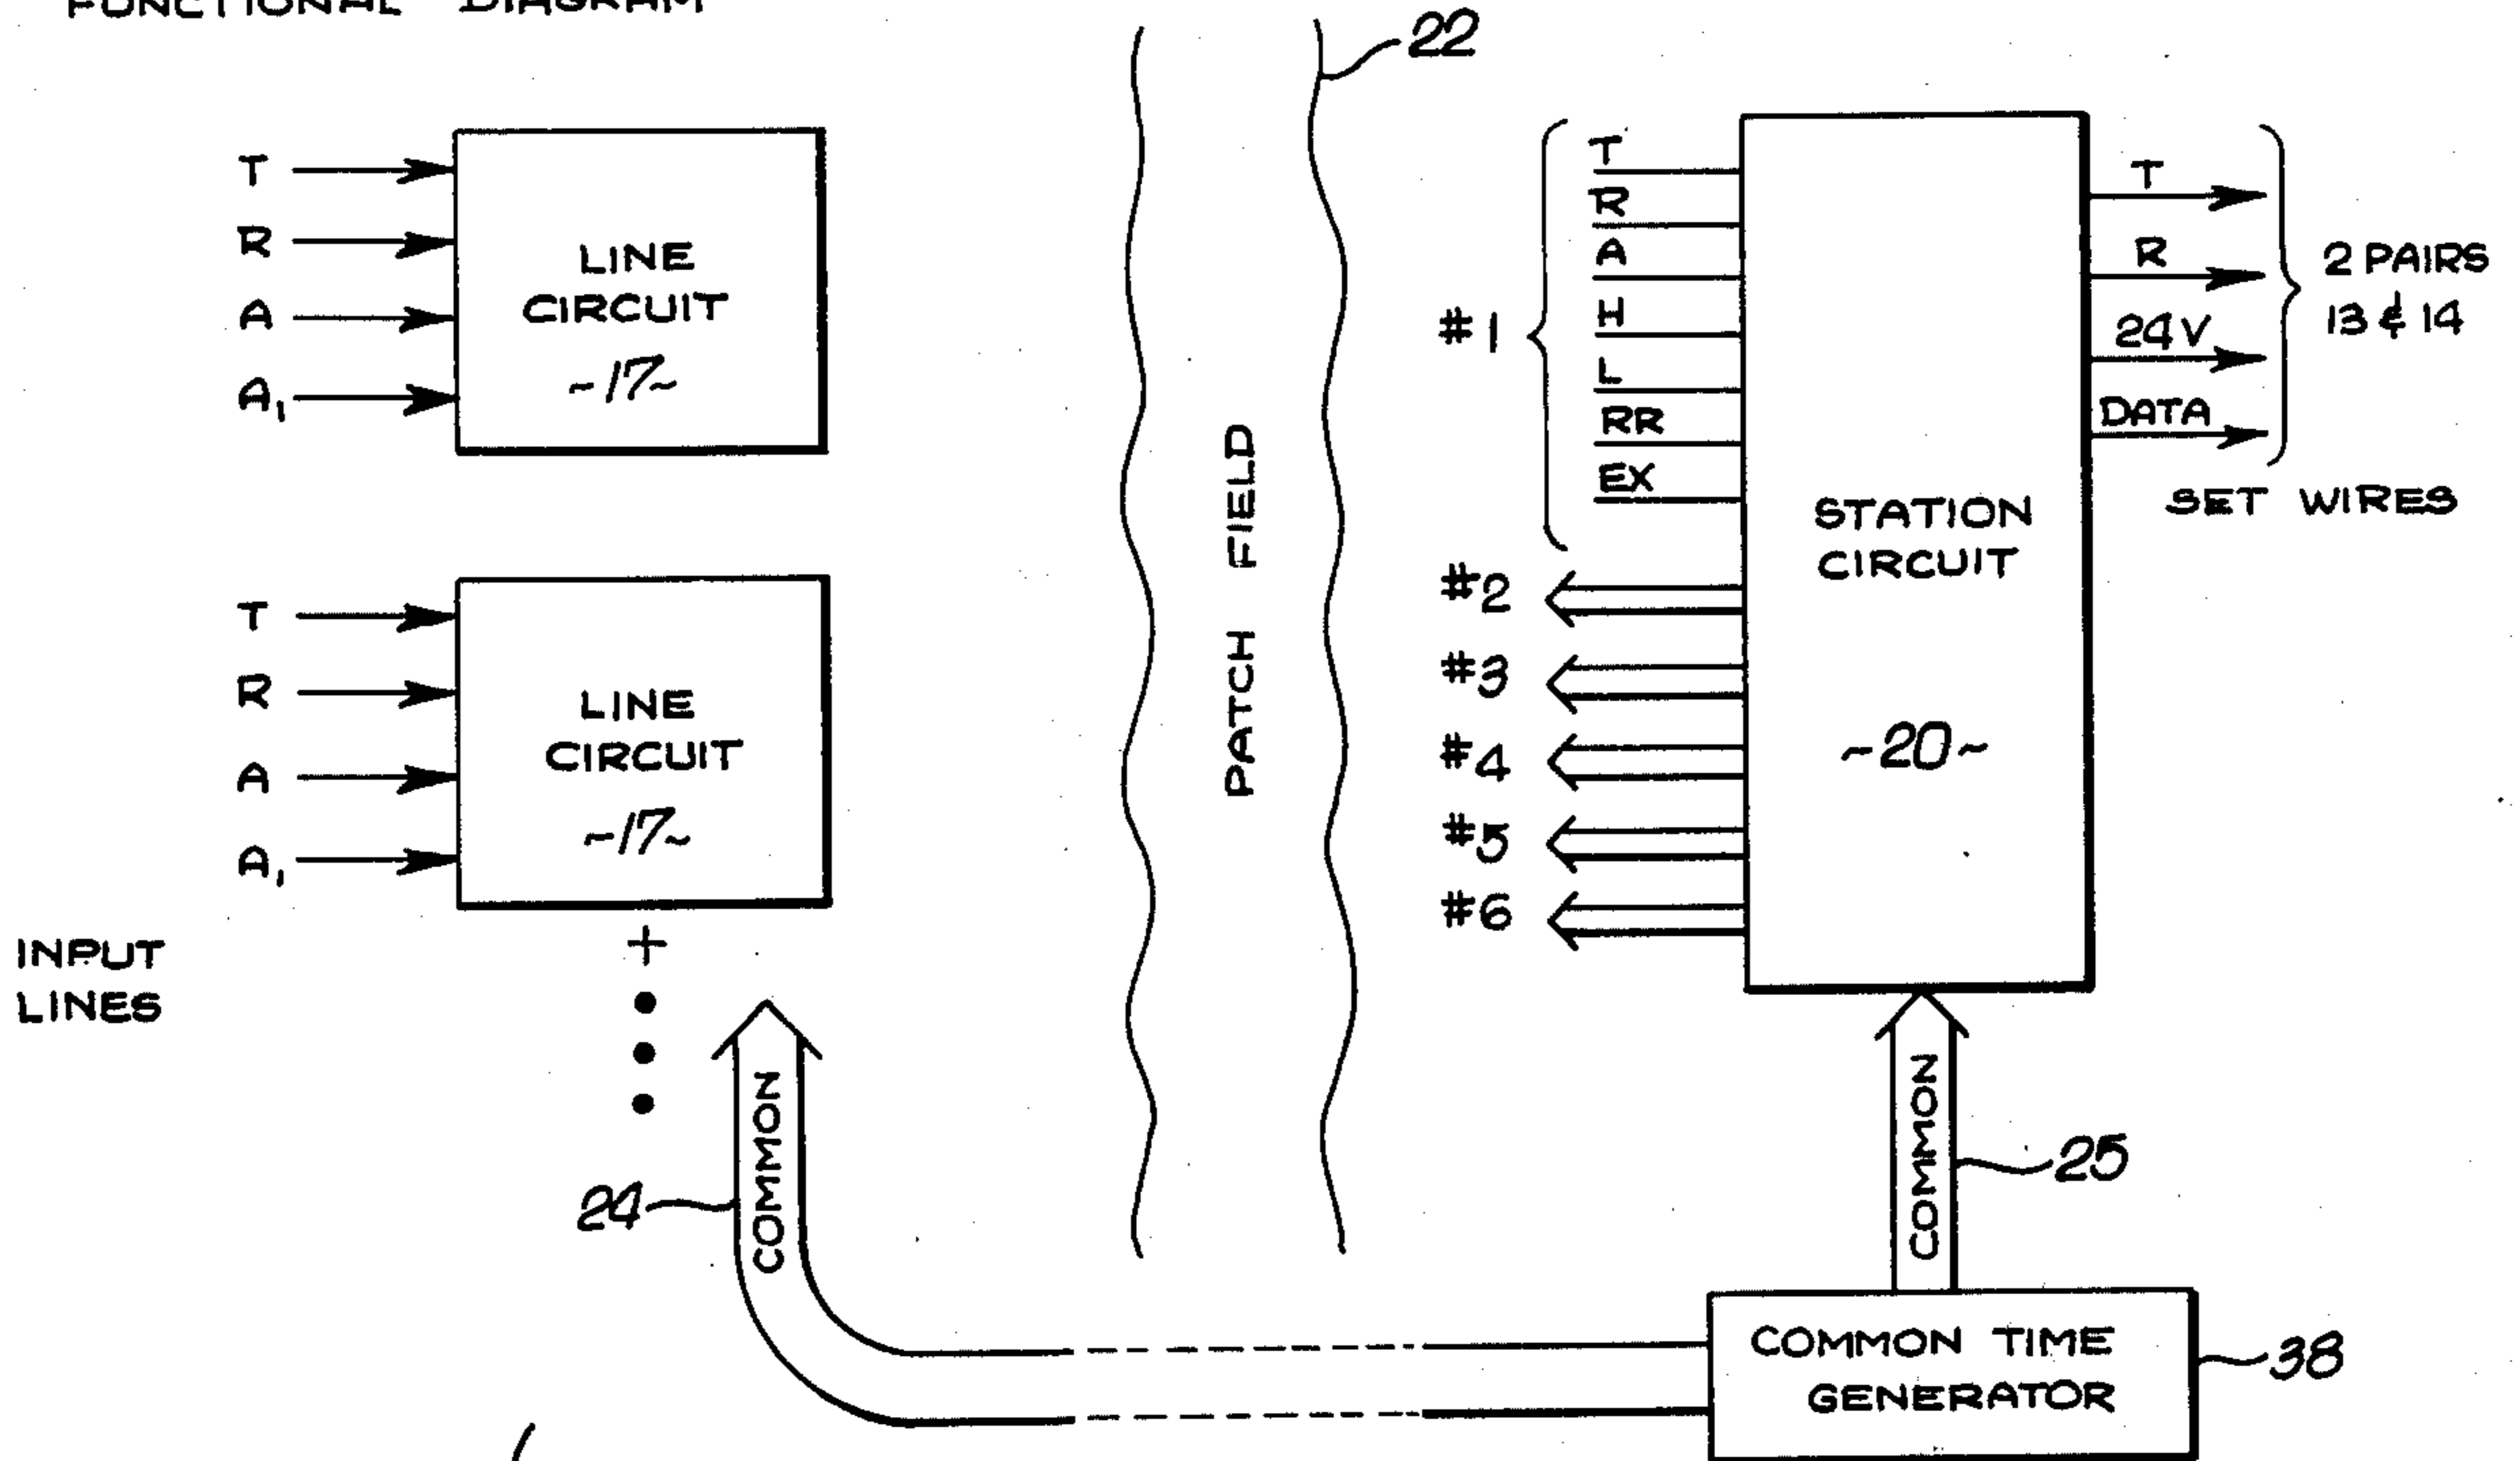 FUNCTIONAL DIAGRAM
22
T
R
A
A₁
LINE
CIRCUIT
-17~
T
R
A
A₁
LINE
CIRCUIT
-17~
INPUT
LINES
+
24
COMMON
PATCH FIELD
#1
T
R
A
H
L
RR
EX
#2
#3
#4
#5
#6
STATION
CIRCUIT
-20~
T
R
24V
DATA
2 PAIRS
13 & 14
SET WIRES
COMMON
25
COMMON TIME
GENERATOR
38